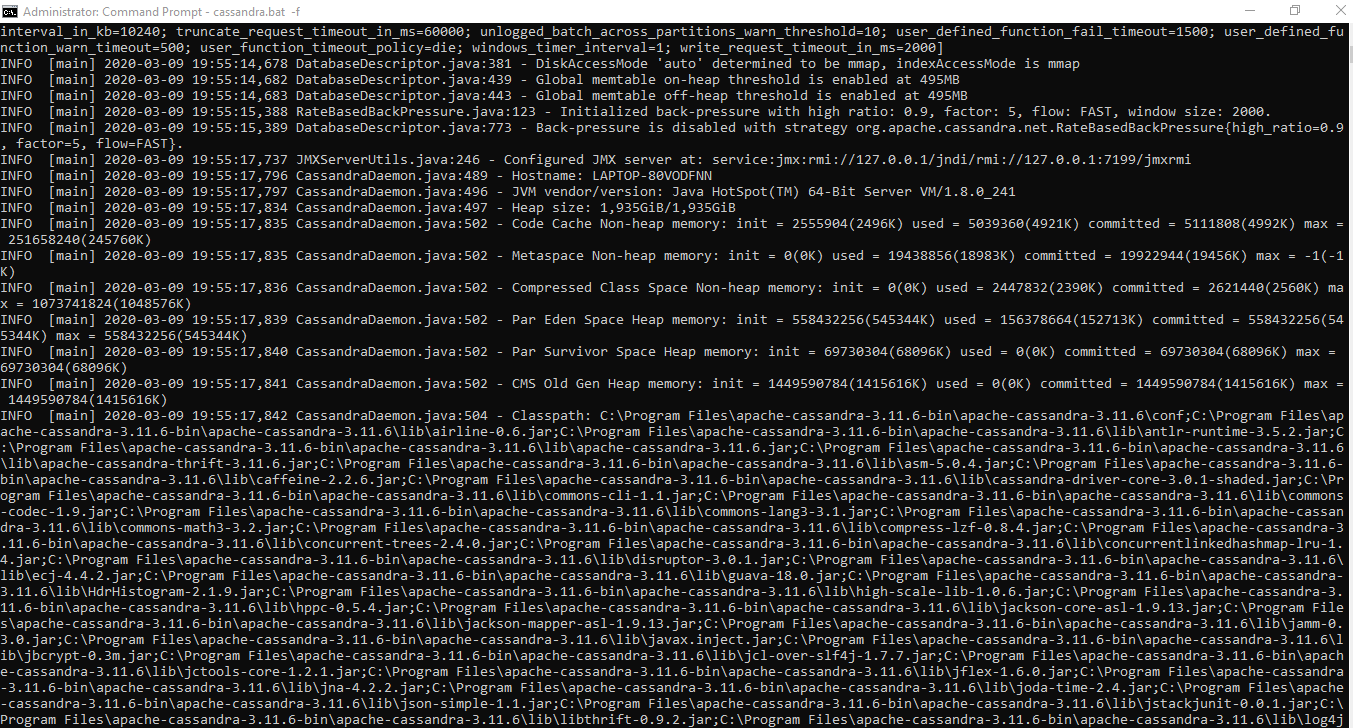 Administrator: Command Prompt - cassandra.bat -f
interval_in_kb=10240; truncate_request_timeout_in_ms=60000; unlogged_batch_across_partitions_warn_threshold=10; user_defined_function_fail_timeout=1500; user_defined_fu
nction_warn_timeout=500; user_function_timeout_policy=die; windows_timer_interval=1; write_request_timeout_in_ms=2000]
INFO  [main] 2020-03-09 19:55:14,678 DatabaseDescriptor.java:381 - DiskAccessMode 'auto' determined to be mmap, indexAccessMode is mmap
INFO  [main] 2020-03-09 19:55:14,682 DatabaseDescriptor.java:439 - Global memtable on-heap threshold is enabled at 495MB
INFO  [main] 2020-03-09 19:55:14,683 DatabaseDescriptor.java:443 - Global memtable off-heap threshold is enabled at 495MB
INFO  [main] 2020-03-09 19:55:15,388 RateBasedBackPressure.java:123 - Initialized back-pressure with high ratio: 0.9, factor: 5, flow: FAST, window size: 2000.
INFO  [main] 2020-03-09 19:55:15,389 DatabaseDescriptor.java:773 - Back-pressure is disabled with strategy org.apache.cassandra.net.RateBasedBackPressure{high_ratio=0.9
, factor=5, flow=FAST}.
INFO  [main] 2020-03-09 19:55:17,737 JMXServerUtils.java:246 - Configured JMX server at: service:jmx:rmi://127.0.0.1/jndi/rmi://127.0.0.1:7199/jmxrmi
INFO  [main] 2020-03-09 19:55:17,796 CassandraDaemon.java:489 - Hostname: LAPTOP-80VODFNN
INFO  [main] 2020-03-09 19:55:17,797 CassandraDaemon.java:496 - JVM vendor/version: Java HotSpot(TM) 64-Bit Server VM/1.8.0_241
INFO  [main] 2020-03-09 19:55:17,834 CassandraDaemon.java:497 - Heap size: 1,935GiB/1,935GiB
INFO  [main] 2020-03-09 19:55:17,835 CassandraDaemon.java:502 - Code Cache Non-heap memory: init = 2555904(2496K) used = 5039360(4921K) committed = 5111808(4992K) max =
 251658240(245760K)
INFO  [main] 2020-03-09 19:55:17,835 CassandraDaemon.java:502 - Metaspace Non-heap memory: init = 0(0K) used = 19438856(18983K) committed = 19922944(19456K) max = -1(-1
K)
INFO  [main] 2020-03-09 19:55:17,836 CassandraDaemon.java:502 - Compressed Class Space Non-heap memory: init = 0(0K) used = 2447832(2390K) committed = 2621440(2560K) ma
x = 1073741824(1048576K)
INFO  [main] 2020-03-09 19:55:17,839 CassandraDaemon.java:502 - Par Eden Space Heap memory: init = 558432256(545344K) used = 156378664(152713K) committed = 558432256(54
5344K) max = 558432256(545344K)
INFO  [main] 2020-03-09 19:55:17,840 CassandraDaemon.java:502 - Par Survivor Space Heap memory: init = 69730304(68096K) used = 0(0K) committed = 69730304(68096K) max =
69730304(68096K)
INFO  [main] 2020-03-09 19:55:17,841 CassandraDaemon.java:502 - CMS Old Gen Heap memory: init = 1449590784(1415616K) used = 0(0K) committed = 1449590784(1415616K) max =
 1449590784(1415616K)
INFO  [main] 2020-03-09 19:55:17,842 CassandraDaemon.java:504 - Classpath: C:\Program Files\apache-cassandra-3.11.6-bin\apache-cassandra-3.11.6\conf;C:\Program Files\ap
ache-cassandra-3.11.6-bin\apache-cassandra-3.11.6\lib\airline-0.6.jar;C:\Program Files\apache-cassandra-3.11.6-bin\apache-cassandra-3.11.6\lib\antlr-runtime-3.5.2.jar;C
:\Program Files\apache-cassandra-3.11.6-bin\apache-cassandra-3.11.6\lib\apache-cassandra-3.11.6.jar;C:\Program Files\apache-cassandra-3.11.6-bin\apache-cassandra-3.11.6
\lib\apache-cassandra-thrift-3.11.6.jar;C:\Program Files\apache-cassandra-3.11.6-bin\apache-cassandra-3.11.6\lib\asm-5.0.4.jar;C:\Program Files\apache-cassandra-3.11.6-
bin\apache-cassandra-3.11.6\lib\caffeine-2.2.6.jar;C:\Program Files\apache-cassandra-3.11.6-bin\apache-cassandra-3.11.6\lib\cassandra-driver-core-3.0.1-shaded.jar;C:\Pr
ogram Files\apache-cassandra-3.11.6-bin\apache-cassandra-3.11.6\lib\commons-cli-1.1.jar;C:\Program Files\apache-cassandra-3.11.6-bin\apache-cassandra-3.11.6\lib\commons
-codec-1.9.jar;C:\Program Files\apache-cassandra-3.11.6-bin\apache-cassandra-3.11.6\lib\commons-lang3-3.1.jar;C:\Program Files\apache-cassandra-3.11.6-bin\apache-cassan
dra-3.11.6\lib\commons-math3-3.2.jar;C:\Program Files\apache-cassandra-3.11.6-bin\apache-cassandra-3.11.6\lib\compress-lzf-0.8.4.jar;C:\Program Files\apache-cassandra-3
.11.6-bin\apache-cassandra-3.11.6\lib\concurrent-trees-2.4.0.jar;C:\Program Files\apache-cassandra-3.11.6-bin\apache-cassandra-3.11.6\lib\concurrentlinkedhashmap-lru-1.
4.jar;C:\Program Files\apache-cassandra-3.11.6-bin\apache-cassandra-3.11.6\lib\disruptor-3.0.1.jar;C:\Program Files\apache-cassandra-3.11.6-bin\apache-cassandra-3.11.6\
lib\ecj-4.4.2.jar;C:\Program Files\apache-cassandra-3.11.6-bin\apache-cassandra-3.11.6\lib\guava-18.0.jar;C:\Program Files\apache-cassandra-3.11.6-bin\apache-cassandra-
3.11.6\lib\HdrHistogram-2.1.9.jar;C:\Program Files\apache-cassandra-3.11.6-bin\apache-cassandra-3.11.6\lib\high-scale-lib-1.0.6.jar;C:\Program Files\apache-cassandra-3.
11.6-bin\apache-cassandra-3.11.6\lib\hppc-0.5.4.jar;C:\Program Files\apache-cassandra-3.11.6-bin\apache-cassandra-3.11.6\lib\jackson-core-asl-1.9.13.jar;C:\Program File
s\apache-cassandra-3.11.6-bin\apache-cassandra-3.11.6\lib\jackson-mapper-asl-1.9.13.jar;C:\Program Files\apache-cassandra-3.11.6-bin\apache-cassandra-3.11.6\lib\jamm-0.
3.0.jar;C:\Program Files\apache-cassandra-3.11.6-bin\apache-cassandra-3.11.6\lib\javax.inject.jar;C:\Program Files\apache-cassandra-3.11.6-bin\apache-cassandra-3.11.6\l
ib\jbcrypt-0.3m.jar;C:\Program Files\apache-cassandra-3.11.6-bin\apache-cassandra-3.11.6\lib\jcl-over-slf4j-1.7.7.jar;C:\Program Files\apache-cassandra-3.11.6-bin\apach
e-cassandra-3.11.6\lib\jctools-core-1.2.1.jar;C:\Program Files\apache-cassandra-3.11.6-bin\apache-cassandra-3.11.6\lib\jflex-1.6.0.jar;C:\Program Files\apache-cassandra
-3.11.6-bin\apache-cassandra-3.11.6\lib\jna-4.2.2.jar;C:\Program Files\apache-cassandra-3.11.6-bin\apache-cassandra-3.11.6\lib\joda-time-2.4.jar;C:\Program Files\apache
-cassandra-3.11.6-bin\apache-cassandra-3.11.6\lib\json-simple-1.1.jar;C:\Program Files\apache-cassandra-3.11.6-bin\apache-cassandra-3.11.6\lib\jstackjunit-0.0.1.jar;C:\
Program Files\apache-cassandra-3.11.6-bin\apache-cassandra-3.11.6\lib\libthrift-0.9.2.jar;C:\Program Files\apache-cassandra-3.11.6-bin\apache-cassandra-3.11.6\lib\log4j